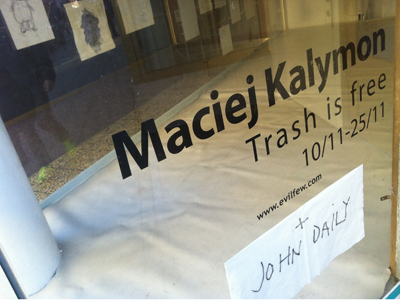 Maciej Kalymon
Trash is free
10/11-25/11
www.evilfew.com
+
JOHN DAILY